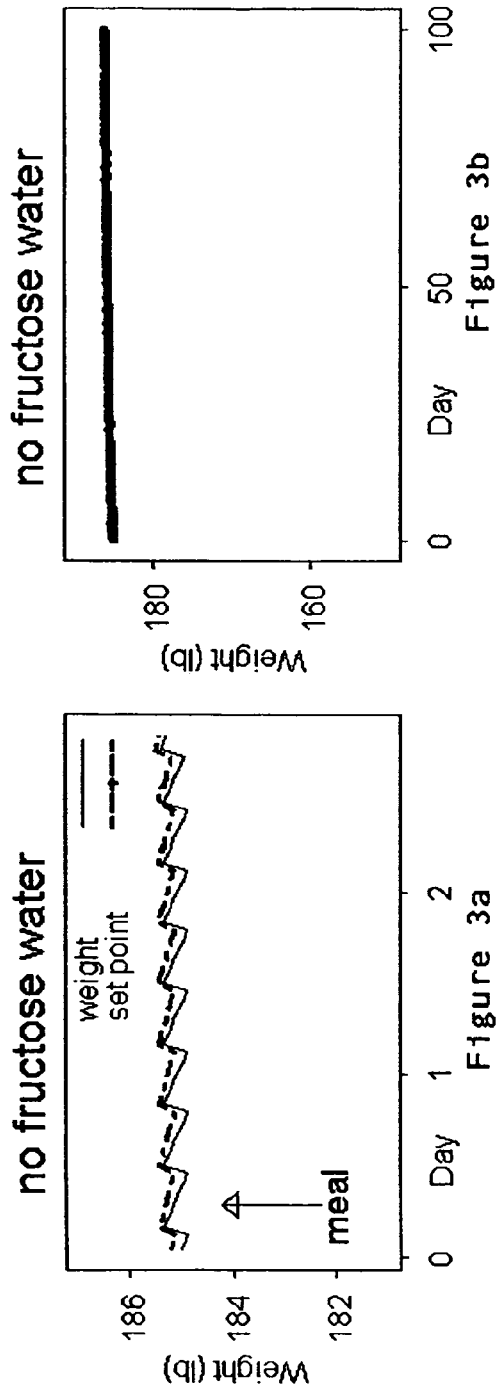 no fructose water
weight
set point
186
184
182
Weight (lb)
meal
0 Day 1 2
Figure 3a
no fructose water
180
160
Weight (lb)
0 Day 50 100
Figure 3b